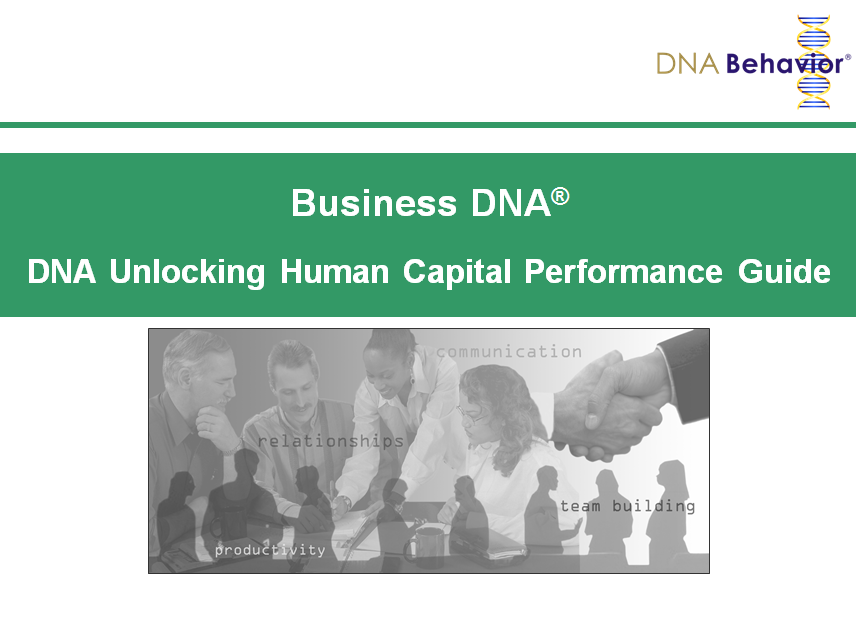 DNA Behavior®
Business DNA®
DNA Unlocking Human Capital Performance Guide
communication
relationships
team building
productivity